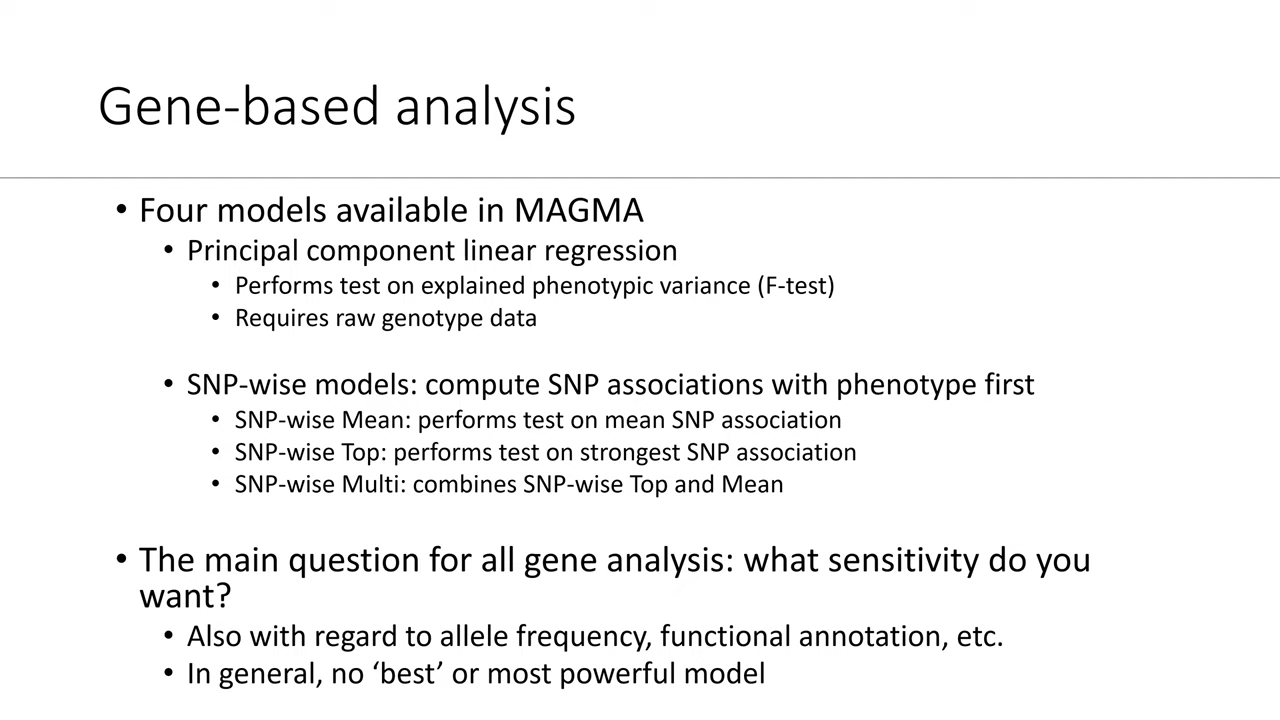 Gene-based analysis
• Four models available in MAGMA
• Principal component linear regression
• Performs test on explained phenotypic variance (F-test)
• Requires raw genotype data
• SNP-wise models: compute SNP associations with phenotype first
• SNP-wise Mean: performs test on mean SNP association
• SNP-wise Top: performs test on strongest SNP association
• SNP-wise Multi: combines SNP-wise Top and Mean
• The main question for all gene analysis: what sensitivity do you
want?
• Also with regard to allele frequency, functional annotation, etc.
• In general, no ‘best’ or most powerful model